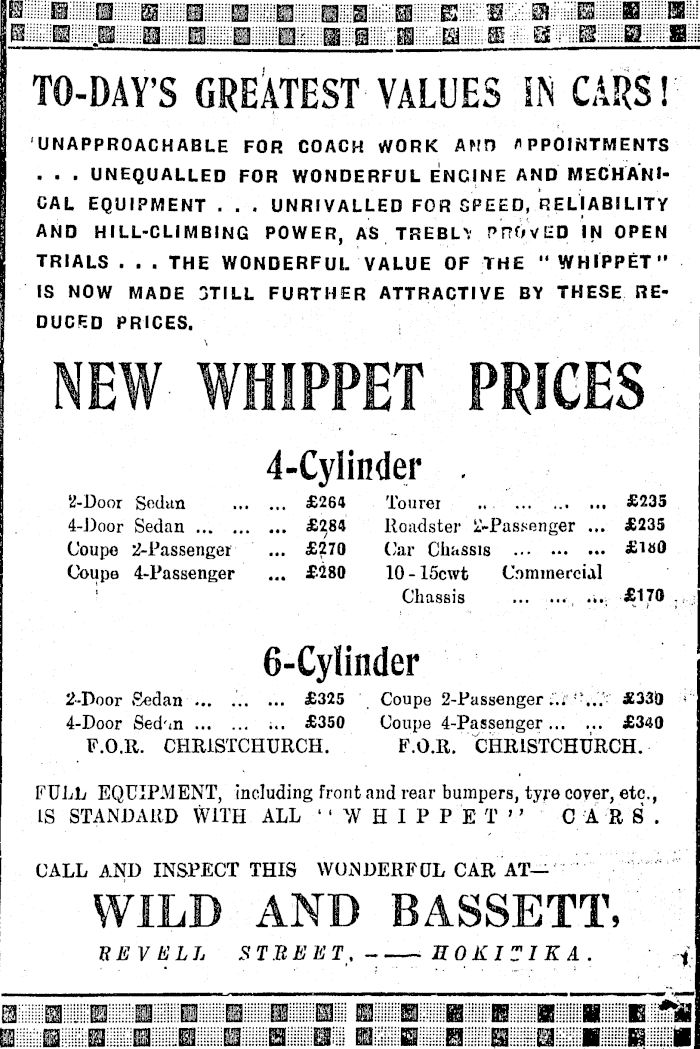 TO-DAY'S GREATEST VALUES IN CARS!
UNAPPROACHABLE FOR COACH WORK AND APPOINTMENTS
. . . UNEQUALLED FOR WONDERFUL ENGINE AND MECHANI-
CAL EQUIPMENT . . . UNRIVALLED FOR SPEED, RELIABILITY
AND HILL-CLIMBING POWER, AS TREBLY PROVED IN OPEN
TRIALS . . . THE WONDERFUL VALUE OF THE "WHIPPET"
IS NOW MADE STILL FURTHER ATTRACTIVE BY THESE RE-
DUCED PRICES.
NEW WHIPPET PRICES
4-Cylinder
2-Door Sedan ... ... £264
4-Door Sedan ... ... ... £284
Coupe 2-Passenger ... £270
Coupe 4-Passenger ... £280
Tourer .. ... ... ... £235
Roadster 2-Passenger ... £235
Car Chassis ... ... ... £180
10-15cwt Commercial
Chassis ... ... ... £170
6-Cylinder
2-Door Sedan ... ... ... £325
4-Door Sedan ... ... ... £350
F.O.R. CHRISTCHURCH.
Coupe 2-Passenger ... ... £330
Coupe 4-Passenger ... ... £340
F.O.R. CHRISTCHURCH.
FULL EQUIPMENT, including front and rear bumpers, tyre cover, etc.,
IS STANDARD WITH ALL "WHIPPET" CARS.
CALL AND INSPECT THIS WONDERFUL CAR AT—
WILD AND BASSETT,
REVELL STREET, —— HOKITIKA.